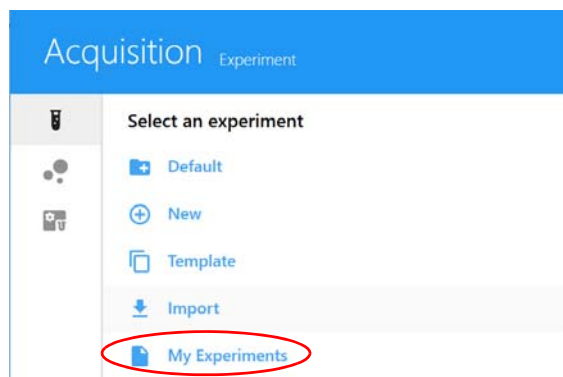 Acquisition Experiment
Select an experiment
Default
New
Template
Import
My Experiments